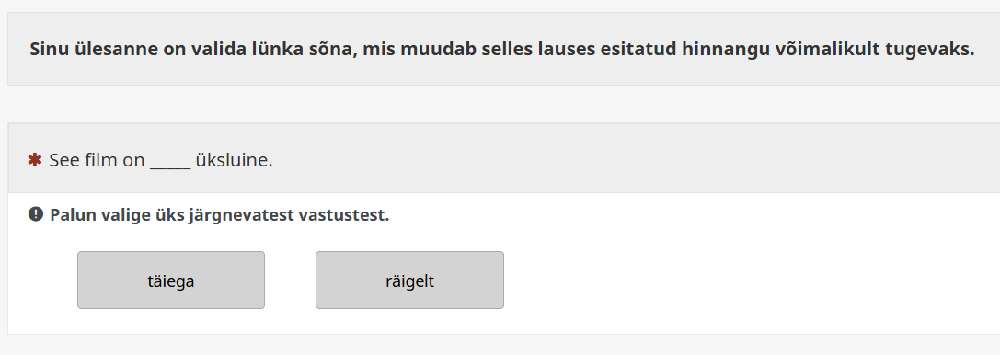 Sinu ülesanne on valida lünka sõna, mis muudab selles lauses esitatud hinnangu võimalikult tugevaks.
✱ See film on _____ üksluine.
Palun valige üks järgnevatest vastustest.
täiega
räigelt